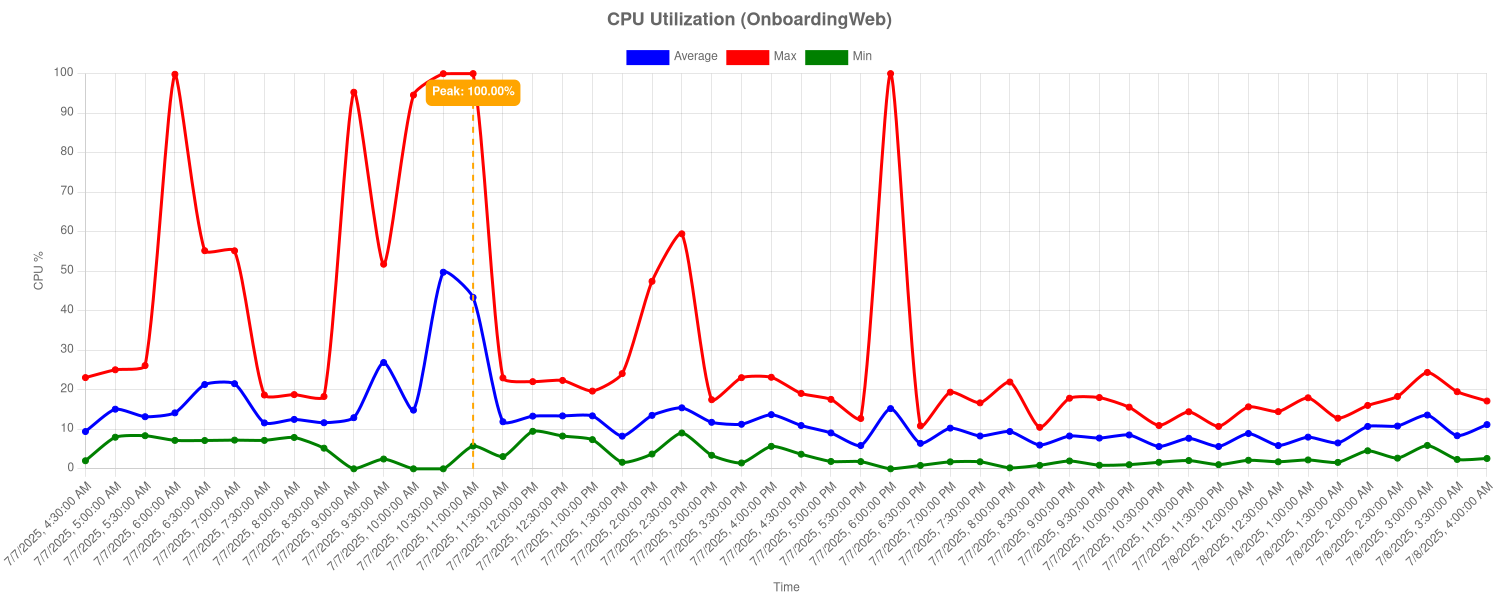 CPU Utilization (OnboardingWeb)
Average Max Min
100
Peak: 100.00%
90
80
70
60
50
40
30
20
10
0
CPU %
7/7/2025, 4:30:00 AM
7/7/2025, 5:00:00 AM
7/7/2025, 5:30:00 AM
7/7/2025, 6:00:00 AM
7/7/2025, 6:30:00 AM
7/7/2025, 7:00:00 AM
7/7/2025, 7:30:00 AM
7/7/2025, 8:00:00 AM
7/7/2025, 8:30:00 AM
7/7/2025, 9:00:00 AM
7/7/2025, 9:30:00 AM
7/7/2025, 10:00:00 AM
7/7/2025, 10:30:00 AM
7/7/2025, 11:00:00 AM
7/7/2025, 11:30:00 AM
7/7/2025, 12:00:00 PM
7/7/2025, 12:30:00 PM
7/7/2025, 1:00:00 PM
7/7/2025, 1:30:00 PM
7/7/2025, 2:00:00 PM
7/7/2025, 2:30:00 PM
7/7/2025, 3:00:00 PM
7/7/2025, 3:30:00 PM
7/7/2025, 4:00:00 PM
7/7/2025, 4:30:00 PM
7/7/2025, 5:00:00 PM
7/7/2025, 5:30:00 PM
7/7/2025, 6:00:00 PM
7/7/2025, 6:30:00 PM
7/7/2025, 7:00:00 PM
7/7/2025, 7:30:00 PM
7/7/2025, 8:00:00 PM
7/7/2025, 8:30:00 PM
7/7/2025, 9:00:00 PM
7/7/2025, 9:30:00 PM
7/7/2025, 10:00:00 PM
7/7/2025, 10:30:00 PM
7/7/2025, 11:00:00 PM
7/7/2025, 11:30:00 PM
7/8/2025, 12:00:00 AM
7/8/2025, 12:30:00 AM
7/8/2025, 1:00:00 AM
7/8/2025, 1:30:00 AM
7/8/2025, 2:00:00 AM
7/8/2025, 2:30:00 AM
7/8/2025, 3:00:00 AM
7/8/2025, 3:30:00 AM
7/8/2025, 4:00:00 AM
Time